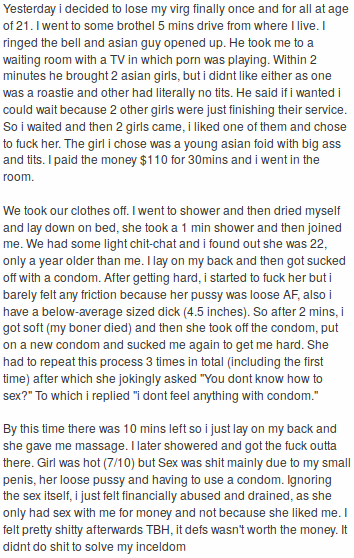 Yesterday i decided to lose my virg finally once and for all at age
of 21. I went to some brothel 5 mins drive from where I live. I
ringed the bell and asian guy opened up. He took me to a
waiting room with a TV in which porn was playing. Within 2
minutes he brought 2 asian girls, but i didnt like either as one
was a roastie and other had literally no tits. He said if i wanted i
could wait because 2 other girls were just finishing their service.
So i waited and then 2 girls came, i liked one of them and chose
to fuck her. The girl i chose was a young asian foid with big ass
and tits. I paid the money $110 for 30mins and i went in the
room.
We took our clothes off. I went to shower and then dried myself
and lay down on bed, she took a 1 min shower and then joined
me. We had some light chit-chat and i found out she was 22,
only a year older than me. I lay on my back and then got sucked
off with a condom. After getting hard, i started to fuck her but i
barely felt any friction because her pussy was loose AF, also i
have a below-average sized dick (4.5 inches). So after 2 mins, i
got soft (my boner died) and then she took off the condom, put
on a new condom and sucked me again to get me hard. She
had to repeat this process 3 times in total (including the first
time) after which she jokingly asked "You dont know how to
sex?" To which i replied "i dont feel anything with condom."
By this time there was 10 mins left so i just lay on my back and
she gave me massage. I later showered and got the fuck outta
there. Girl was hot (7/10) but Sex was shit mainly due to my small
penis, her loose pussy and having to use a condom. Ignoring
the sex itself, i just felt financially abused and drained, as she
only had sex with me for money and not because she liked me. I
felt pretty shitty afterwards TBH, it defs wasn't worth the money. It
didnt do shit to solve my inceldom